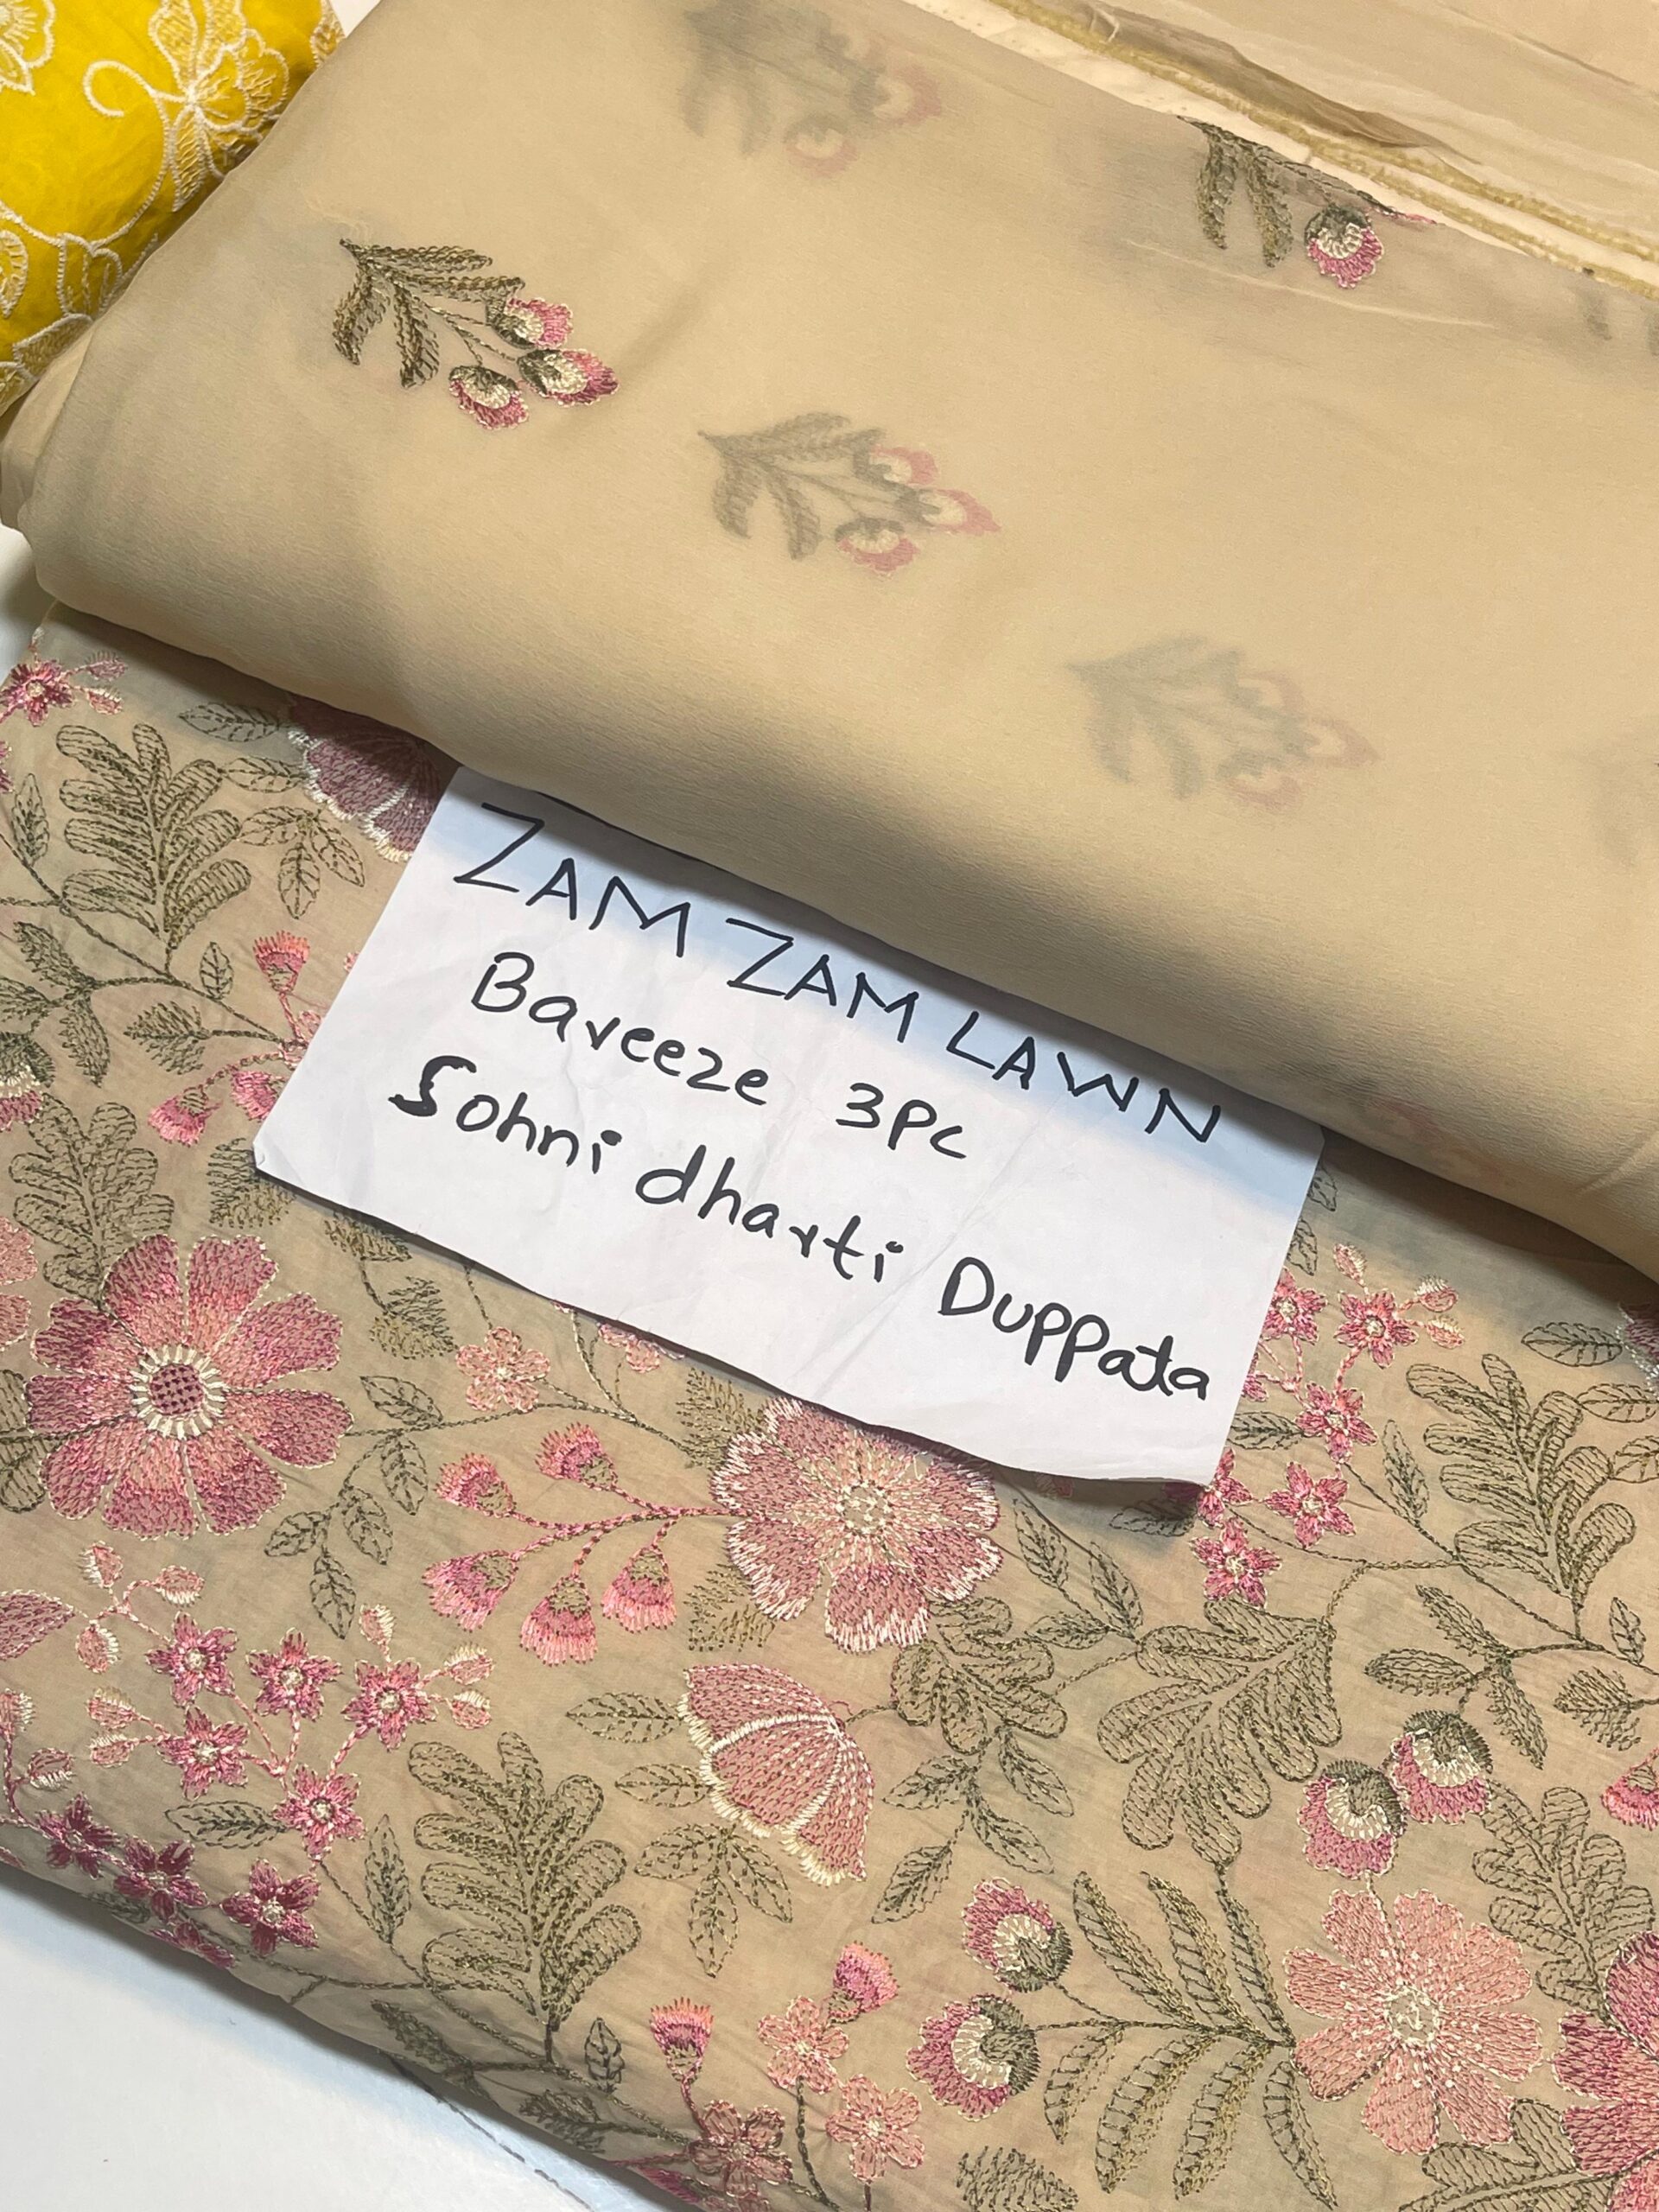 ZAM ZAM LAWN
Baveeze 3PC
Sohni dharti Duppata